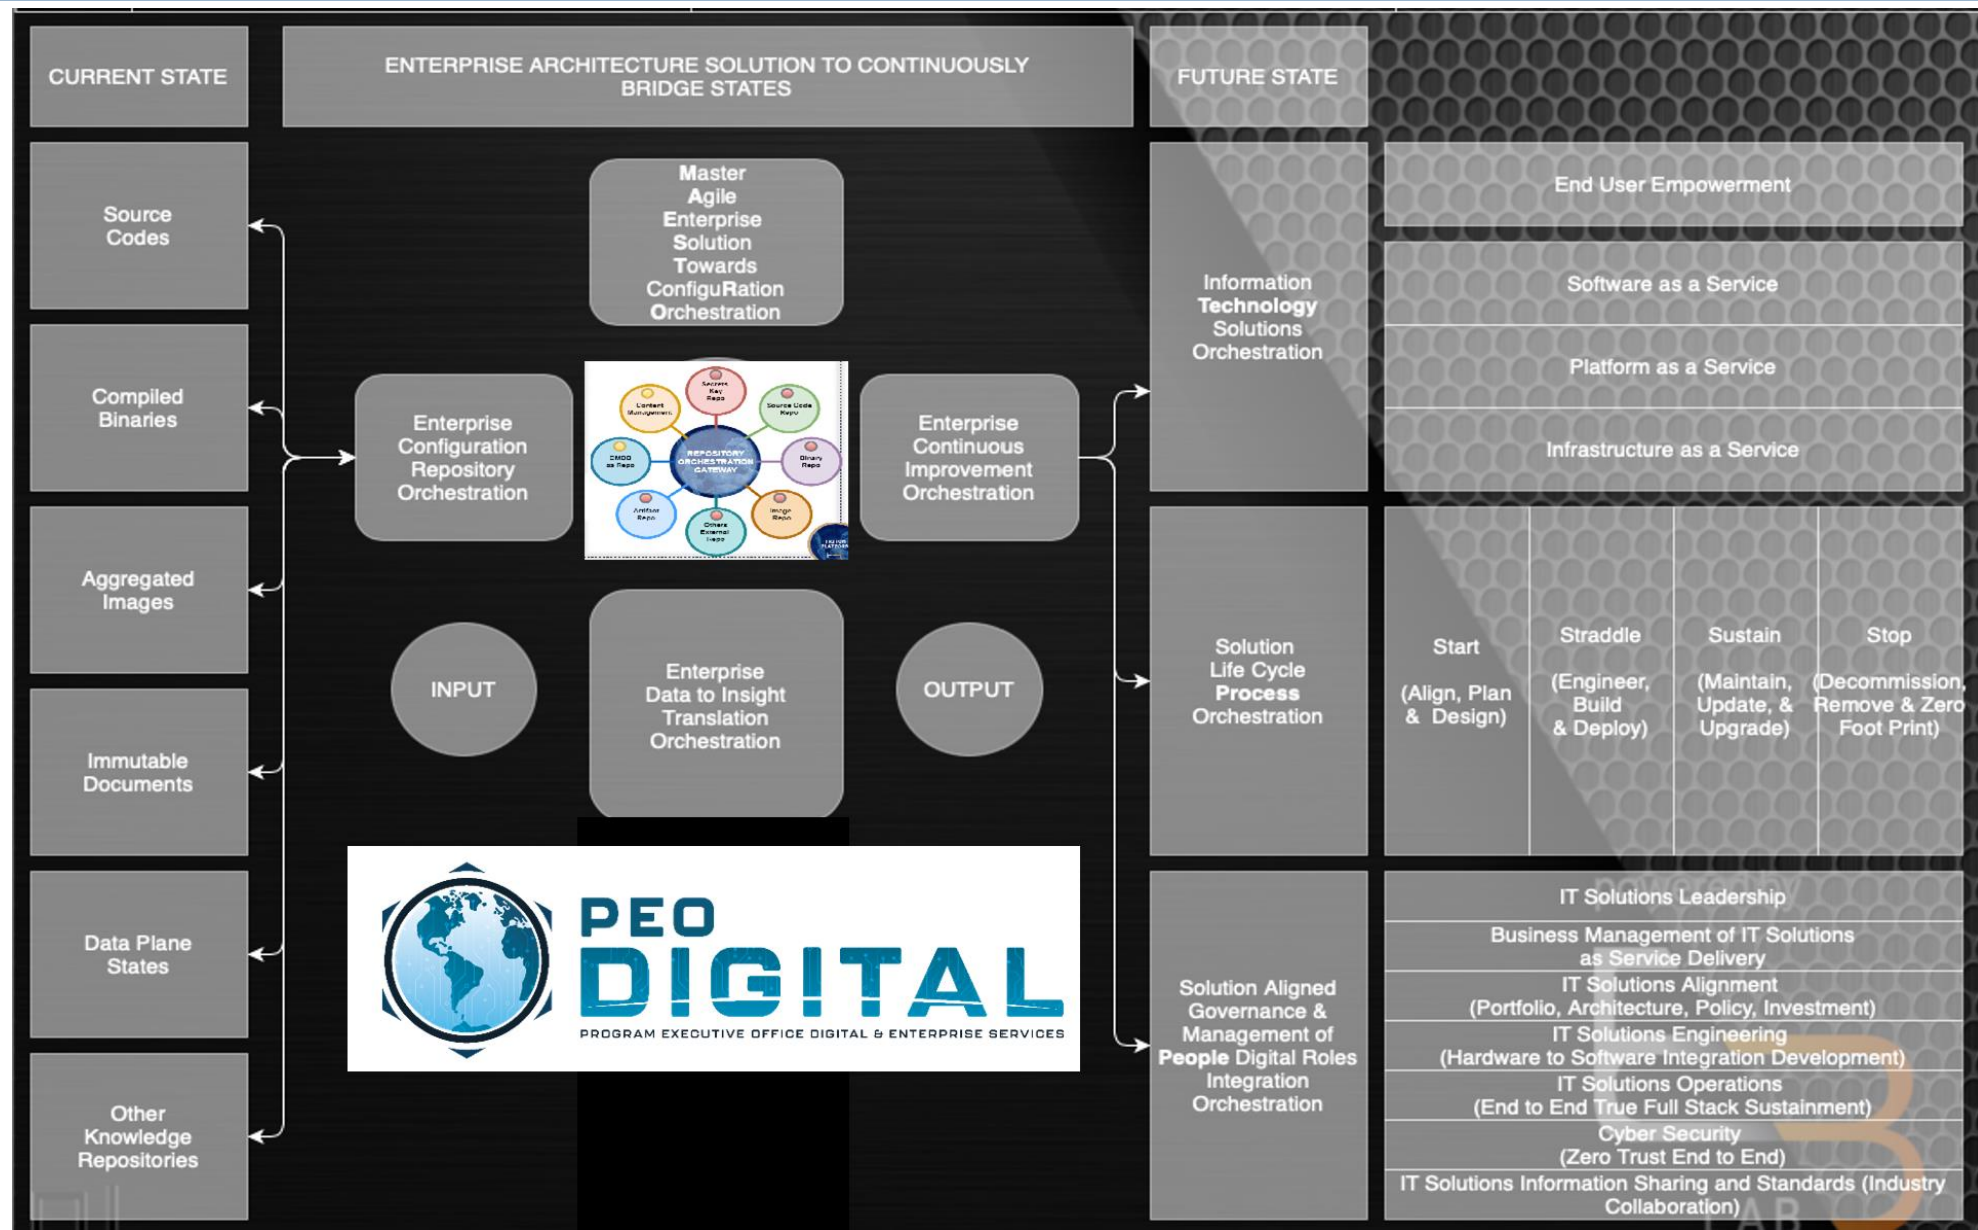 CURRENT STATE
ENTERPRISE ARCHITECTURE SOLUTION TO CONTINUOUSLY
BRIDGE STATES
FUTURE STATE
Source
Codes
Compiled
Binaries
Aggregated
Images
Immutable
Documents
Data Plane
States
Other
Knowledge
Repositories
Master
Agile
Enterprise
Solution
Towards
ConfiguRation
Orchestration
Enterprise
Configuration
Repository
Orchestration
Secrets
Key
Repo
Content
Management
Source Code
Repo
CMDB
as Repo
REPOSITORY
ORCHESTRATION
GATEWAY
Binary
Repo
Artifact
Repo
Image
Repo
Others
External
Repo
Enterprise
Continuous
Improvement
Orchestration
INPUT
Enterprise
Data to Insight
Translation
Orchestration
OUTPUT
PEO
DIGITAL
PROGRAM EXECUTIVE OFFICE DIGITAL & ENTERPRISE SERVICES
Information
Technology
Solutions
Orchestration
End User Empowerment
Software as a Service
Platform as a Service
Infrastructure as a Service
Solution
Life Cycle
Process
Orchestration
Start
(Align, Plan
& Design)
Straddle
(Engineer,
Build
& Deploy)
Sustain
(Maintain,
Update, &
Upgrade)
Stop
(Decommission,
Remove & Zero
Foot Print)
Solution Aligned
Governance &
Management of
People Digital Roles
Integration
Orchestration
powered by
IT Solutions Leadership
Business Management of IT Solutions
as Service Delivery
IT Solutions Alignment
(Portfolio, Architecture, Policy, Investment)
IT Solutions Engineering
(Hardware to Software Integration Development)
IT Solutions Operations
(End to End True Full Stack Sustainment)
Cyber Security
(Zero Trust End to End)
IT Solutions Information Sharing and Standards (Industry
Collaboration)
LAB